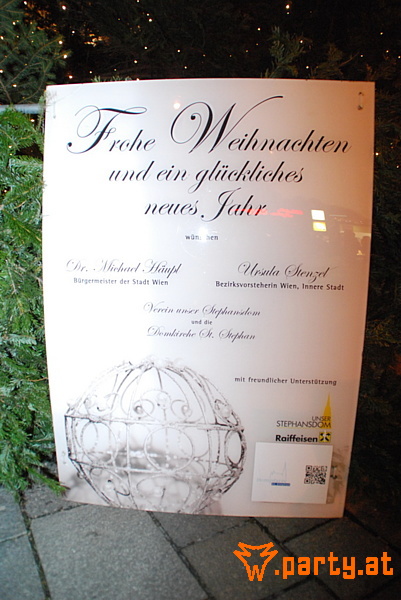 Frohe Weihnachten
und ein glückliches
neues Jahr
wünschen
Dr. Michael Häupl
Bürgermeister der Stadt Wien
Ursula Stenzel
Bezirksvorsteherin Wien, Innere Stadt
Verein unser Stephansdom
und die
Domkirche St. Stephan
mit freundlicher Unterstützung
UNSER
STEPHANSDOM
Raiffeisen
.party.at